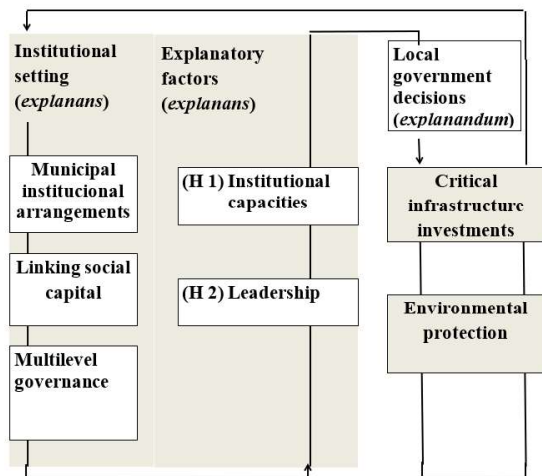 Institutional
setting
(explanans)
Municipal
institucional
arrangements
Linking social
capital
Multilevel
governance
Explanatory
factors
(explanans)
(H 1) Institutional
capacities
(H 2) Leadership
Local
government
decisions
(explanandum)
Critical
infrastructure
investments
Environmental
protection